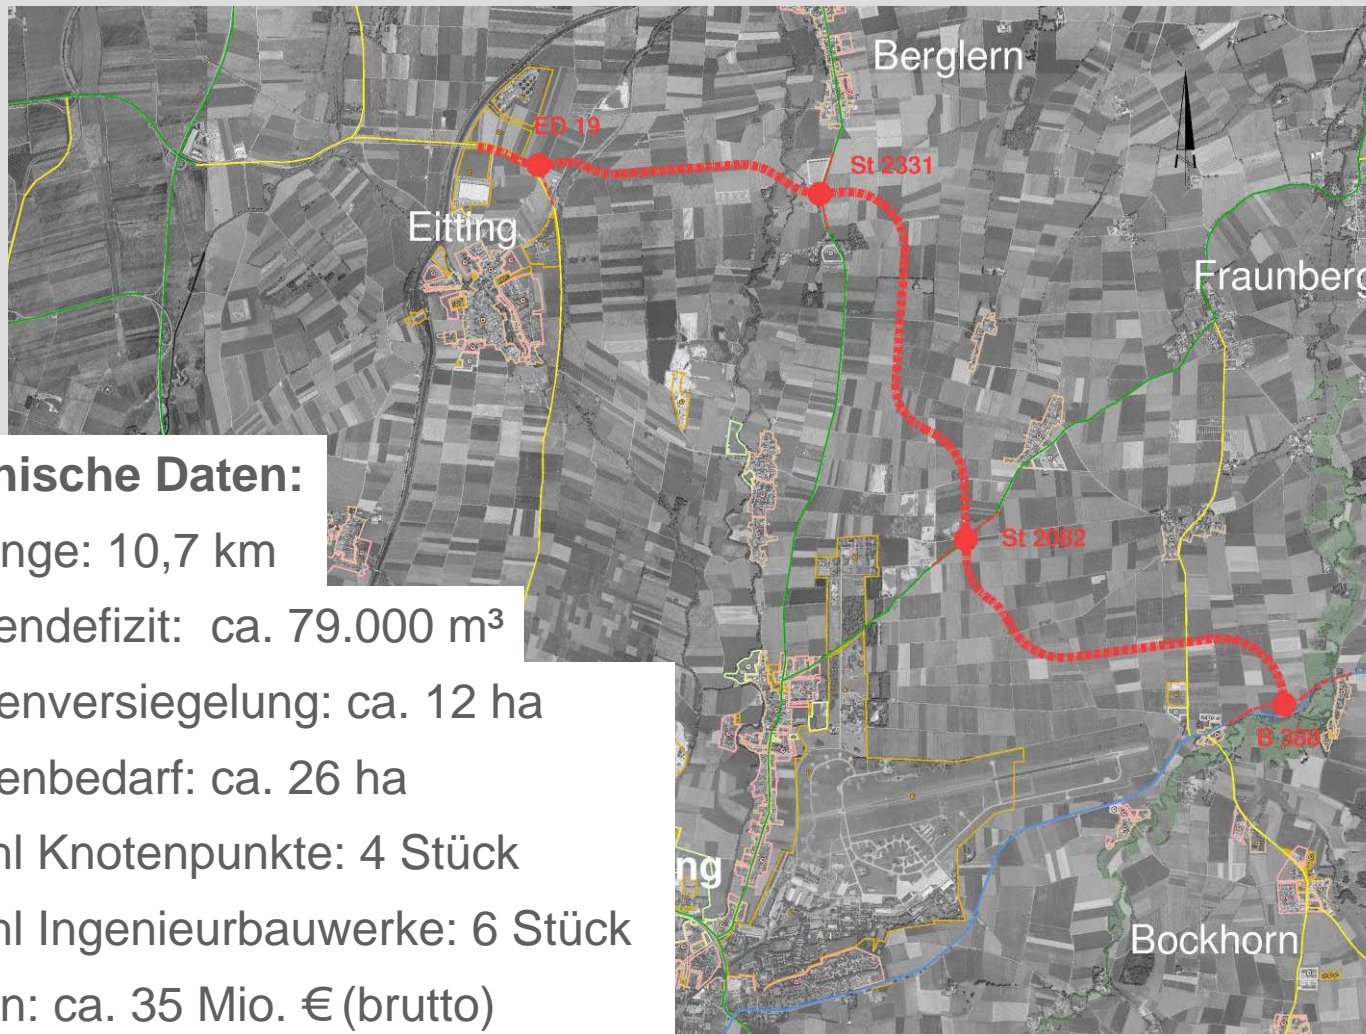 Berglern
ED 19
St 2331
Eitting
Fraunberg
nische Daten:
nge: 10,7 km
St 2082
endefizit:  ca. 79.000 m³
enversiegelung: ca. 12 ha
B 388
enbedarf: ca. 26 ha
hl Knotenpunkte: 4 Stück
ng
hl Ingenieurbauwerke: 6 Stück
Bockhorn
n: ca. 35 Mio. € (brutto)